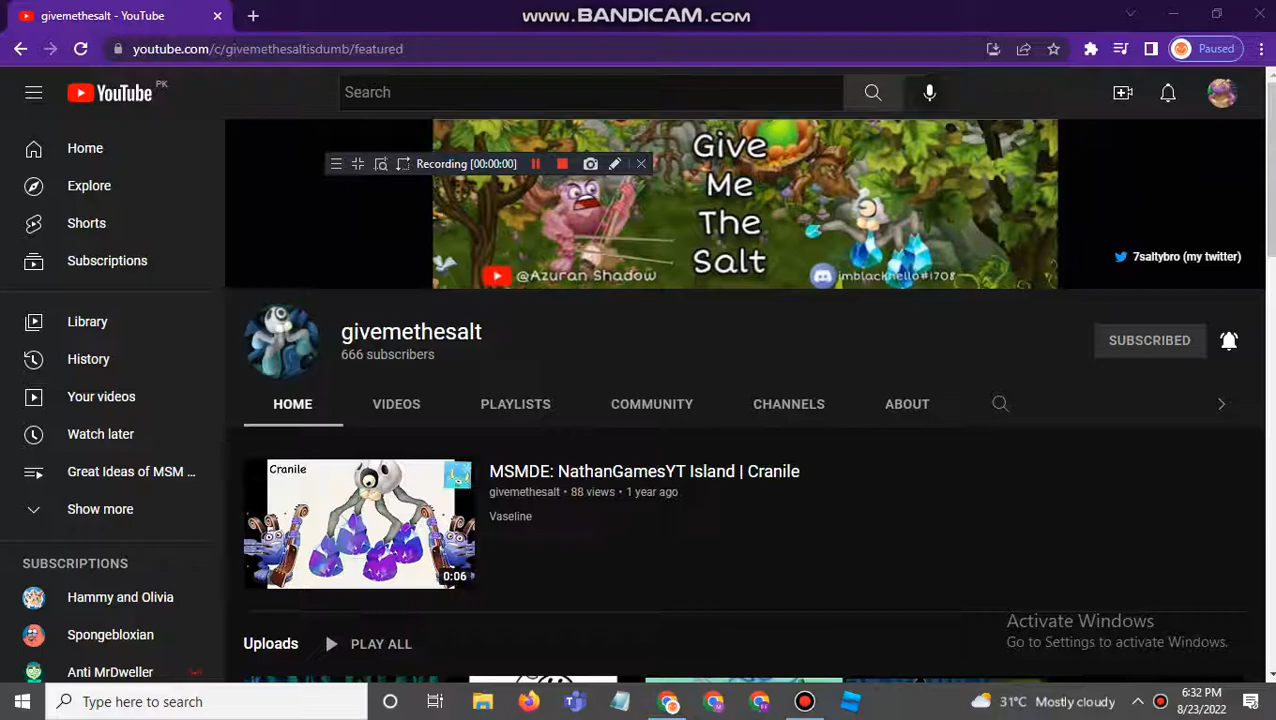 givemethesalt - YouTube
www.BANDICAM.com
youtube.com/c/givemethesaltisdumb/featured
Paused
YouTube PK
Search
Home
Explore
Shorts
Subscriptions
Library
History
Your videos
Watch later
Great Ideas of MSM ...
Show more
SUBSCRIPTIONS
Hammy and Olivia
Spongebloxian
Anti MrDweller
Recording [00:00:00]
Give
Me
The
Salt
@Azuran Shadow
imblackhello#1708
7saltybro (my twitter)
givemethesalt
666 subscribers
SUBSCRIBED
HOME
VIDEOS
PLAYLISTS
COMMUNITY
CHANNELS
ABOUT
Cranile
0:06
MSMDE: NathanGamesYT Island | Cranile
givemethesalt • 88 views • 1 year ago
Vaseline
Uploads
PLAY ALL
Activate Windows
Go to Settings to activate Windows.
Type here to search
31°C Mostly cloudy
6:32 PM
8/23/2022